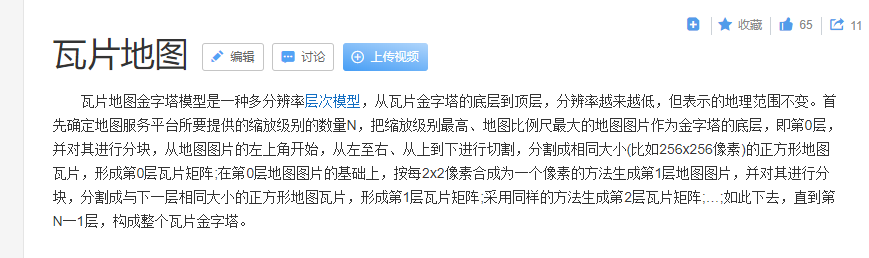 收藏 65 11
瓦片地图 编辑 讨论 上传视频
瓦片地图金字塔模型是一种多分辨率层次模型，从瓦片金字塔的底层到顶层，分辨率越来越低，但表示的地理范围不变。首
先确定地图服务平台所要提供的缩放级别的数量N，把缩放级别最高、地图比例尺最大的地图图片作为金字塔的底层，即第0层，
并对其进行分块，从地图图片的左上角开始，从左至右、从上到下进行切割，分割成相同大小(比如256x256像素)的正方形地图
瓦片，形成第0层瓦片矩阵;在第0层地图图片的基础上，按每2x2像素合成为一个像素的方法生成第1层地图图片，并对其进行分
块，分割成与下一层相同大小的正方形地图瓦片，形成第1层瓦片矩阵;采用同样的方法生成第2层瓦片矩阵;…;如此下去，直到第
N一1层，构成整个瓦片金字塔。